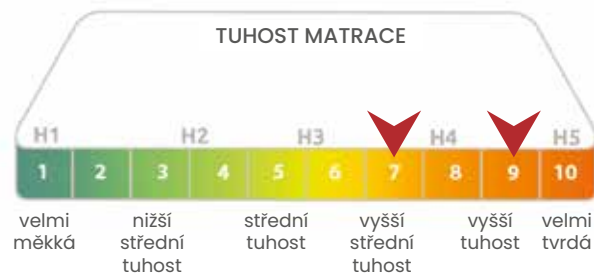 TUHOST MATRACE
H1 H2 H3 H4 H5
1 2 3 4 5 6 7 8 9 10
velmi měkká
nižší střední tuhost
střední tuhost
vyšší střední tuhost
vyšší tuhost
velmi tvrdá